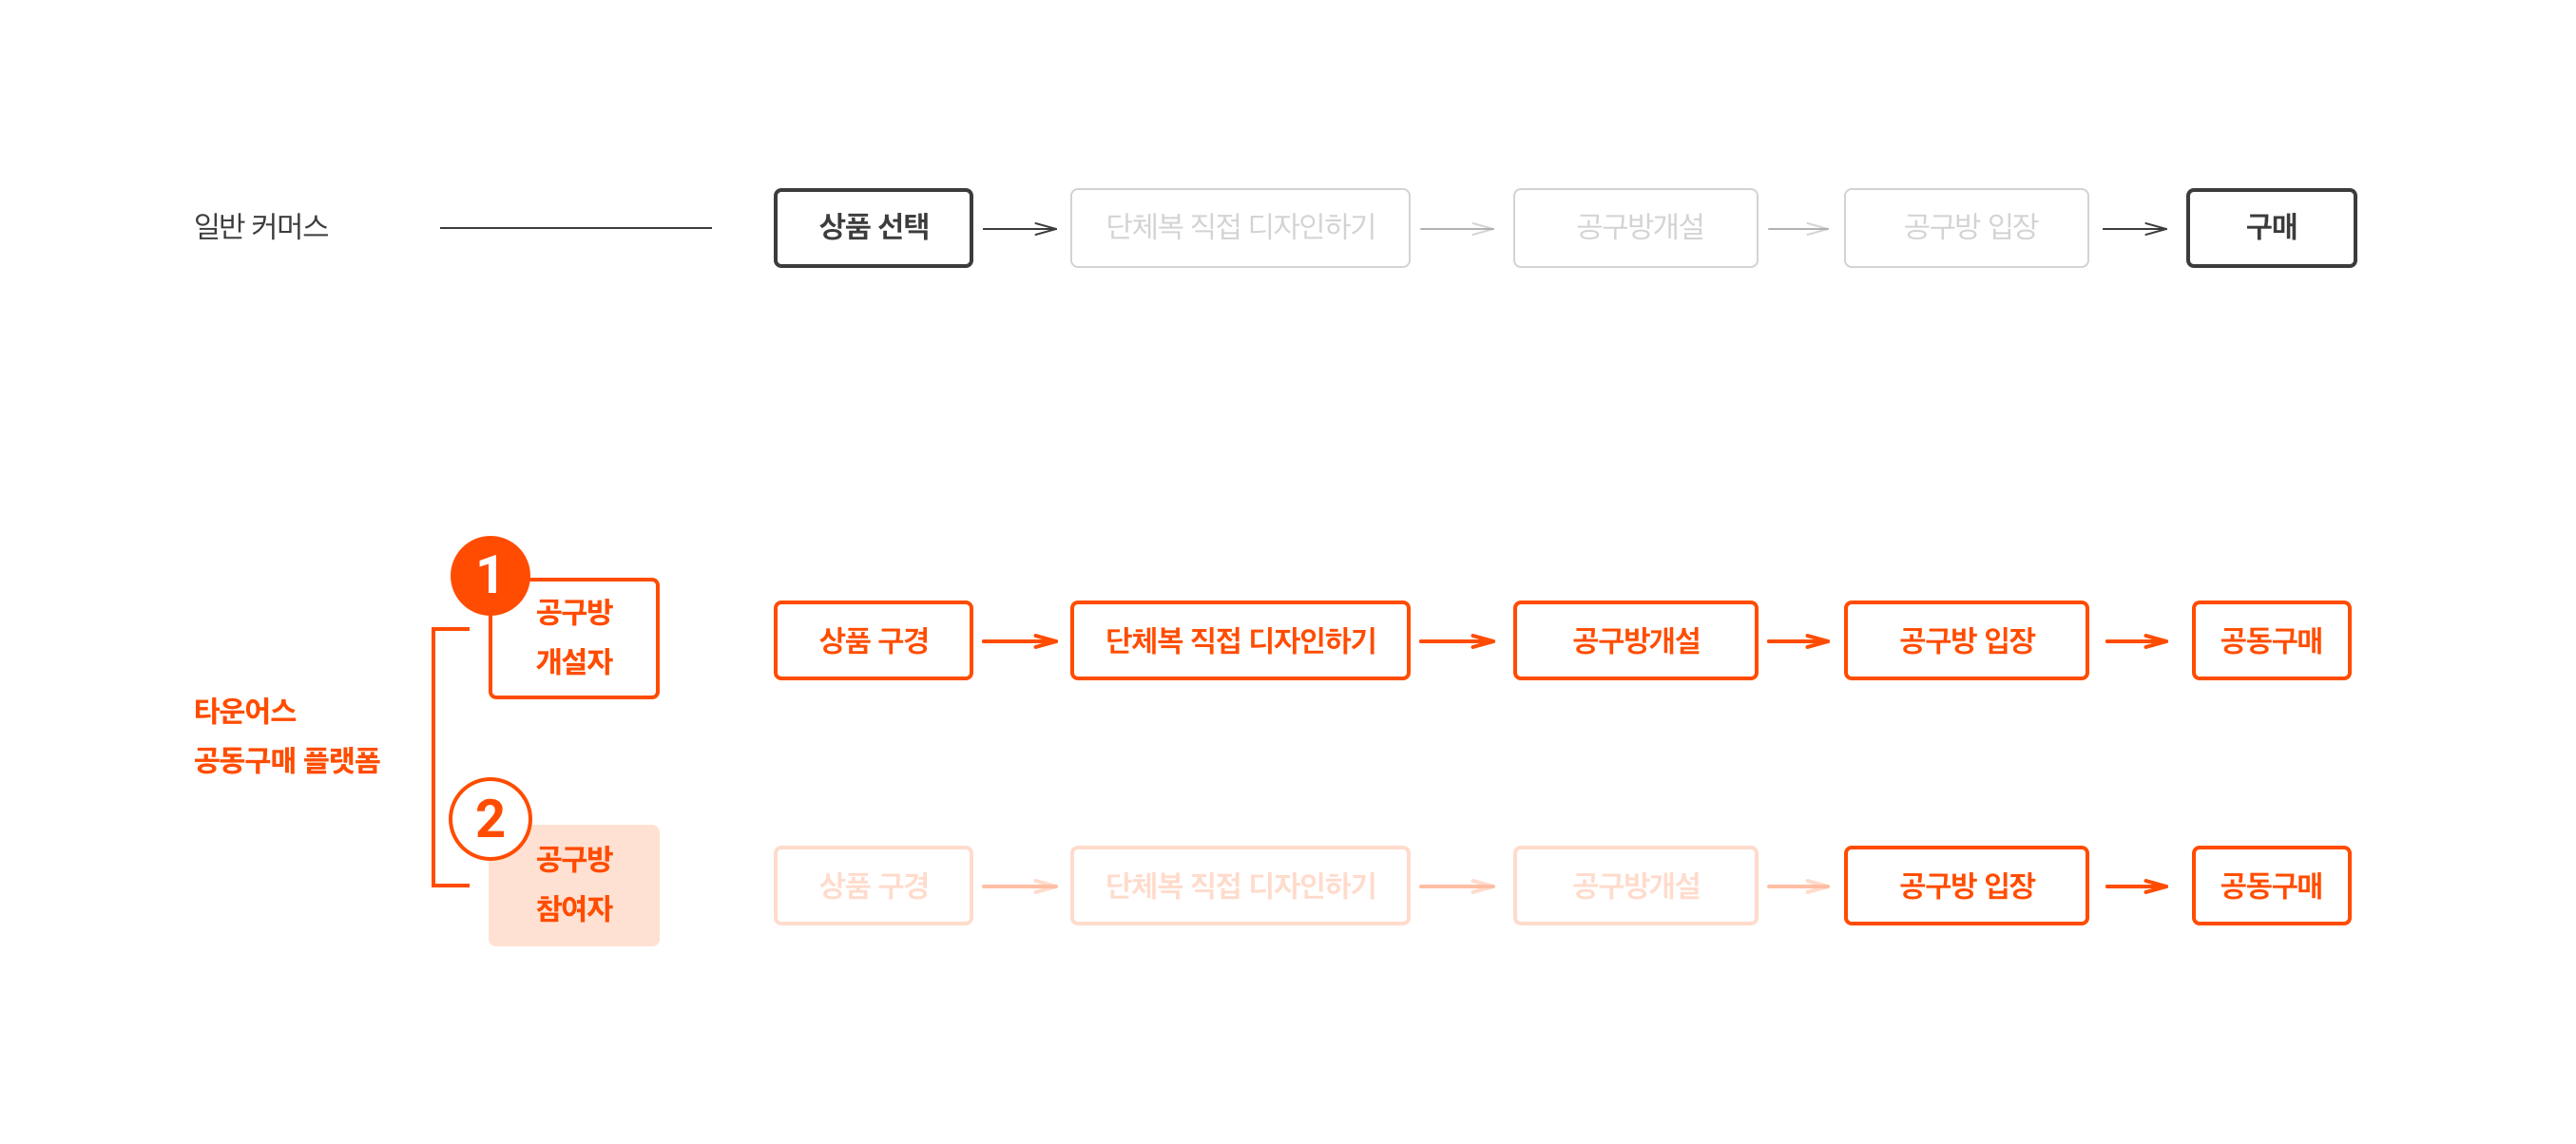 일반 커머스
상품 선택
단체복 직접 디자인하기
공구방개설
공구방 입장
구매
타운어스
공동구매 플랫폼
1
공구방
개설자
상품 구경
단체복 직접 디자인하기
공구방개설
공구방 입장
공동구매
2
공구방
참여자
상품 구경
단체복 직접 디자인하기
공구방개설
공구방 입장
공동구매